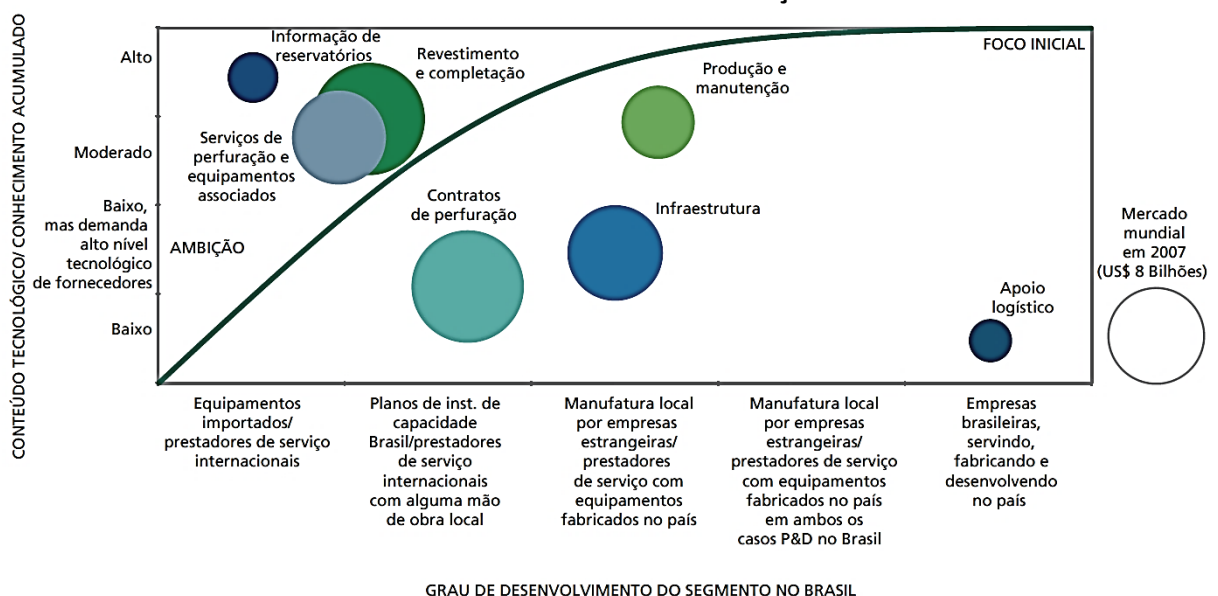 CONTEÚDO TECNOLÓGICO/ CONHECIMENTO ACUMULADO
Alto
Moderado
Baixo,
mas demanda
alto nível
tecnológico
de fornecedores
Baixo
Informação de
reservatórios
Revestimento
e completação
Serviços de
perfuração e
equipamentos
associados
AMBIÇÃO
Contratos
de perfuração
Produção e
manutenção
Infraestrutura
FOCO INICIAL
Apoio
logístico
Mercado
mundial
em 2007
(US$ 8 Bilhões)
Equipamentos
importados/
prestadores de serviço
internacionais
Planos de inst. de
capacidade
Brasil/prestadores
de serviço
internacionais
com alguma mão
de obra local
Manufatura local
por empresas
estrangeiras/
prestadores
de serviço com
equipamentos
fabricados no país
Manufatura local
por empresas
estrangeiras/
prestadores de serviço
com equipamentos
fabricados no país
em ambos os
casos P&D no Brasil
Empresas
brasileiras,
servindo,
fabricando e
desenvolvendo
no país
GRAU DE DESENVOLVIMENTO DO SEGMENTO NO BRASIL